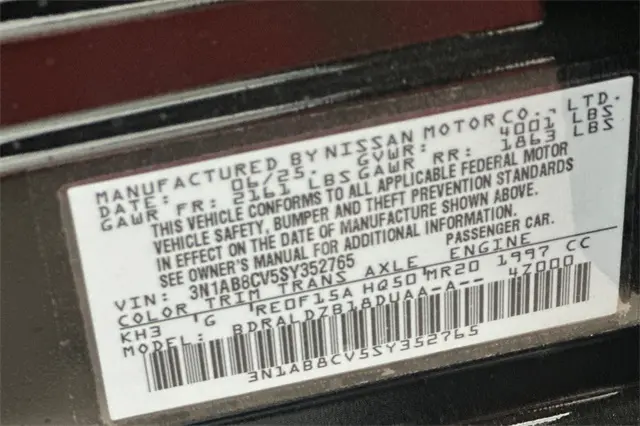 MANUFACTURED BY NISSAN MOTOR CO., LTD.
DATE: 06/25. GVWR: 4001 LBS
GAWR FR: 2161 LBS GAWR RR: 1863 LBS
THIS VEHICLE CONFORMS TO ALL APPLICABLE FEDERAL MOTOR
VEHICLE SAFETY, BUMPER AND THEFT PREVENTION STANDARDS
IN EFFECT ON THE DATE OF MANUFACTURE SHOWN ABOVE.
SEE OWNER'S MANUAL FOR ADDITIONAL INFORMATION.
VIN: 3N1AB8CV5SY352765 PASSENGER CAR.
COLOR TRIM TRANS AXLE ENGINE
KH3 'G 'RE0F15A HQ50 MR20 1997 CC
MODEL: BDRALDZB18DUAA-A-- 47000
3N1AB8CV5SY352765